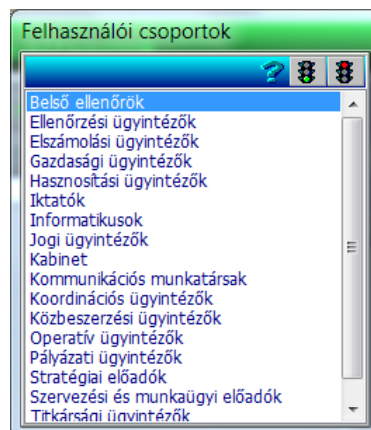 Felhasználói csoportok
Belső ellenőrök
Ellenőrzési ügyintézők
Elszámolási ügyintézők
Gazdasági ügyintézők
Hasznosítási ügyintézők
Iktatók
Informatikusok
Jogi ügyintézők
Kabinet
Kommunikációs munkatársak
Koordinációs ügyintézők
Közbeszerzési ügyintézők
Operatív ügyintézők
Pályázati ügyintézők
Stratégiai előadók
Szervezési és munkaügyi előadók
Titkársági ügyintézők